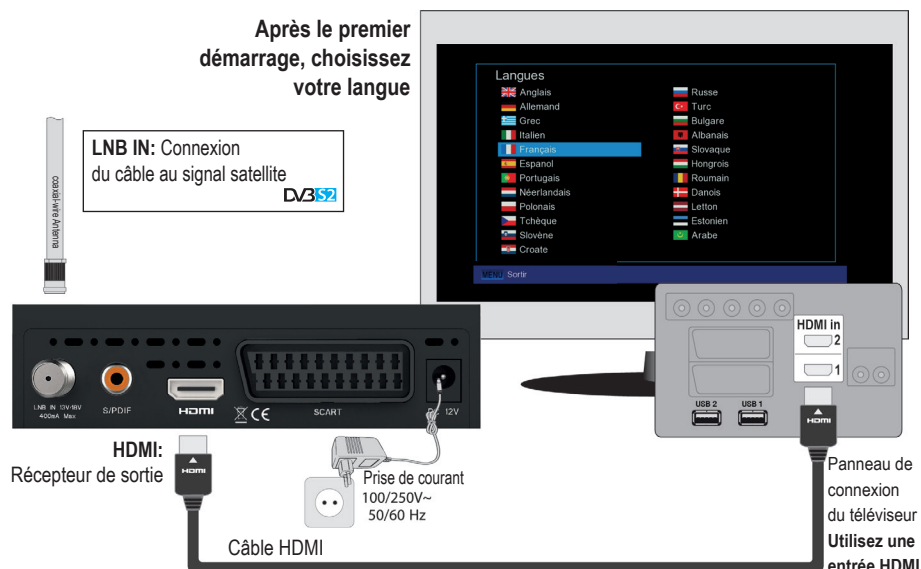 Après le premier
démarrage, choisissez
votre langue
Langues
Anglais
Allemand
Grec
Italien
Français
Espanol
Portugais
Néerlandais
Polonais
Tchèque
Slovène
Croate
Russe
Turc
Bulgare
Albanais
Slovaque
Hongrois
Roumain
Danois
Letton
Estonien
Arabe
MENU Sortir
coaxial-wire Antenna
LNB IN: Connexion
du câble au signal satellite
DVB S2
LNB IN 13V-18V
400mA Max
S/PDIF
HDMI
CE
SCART
DC 12V
HDMI in
2
1
USB 2
USB 1
HDMI
HDMI:
Récepteur de sortie
HDMI
Prise de courant
100/250V~
50/60 Hz
Câble HDMI
Panneau de
connexion
du téléviseur
Utilisez une
entrée HDMI